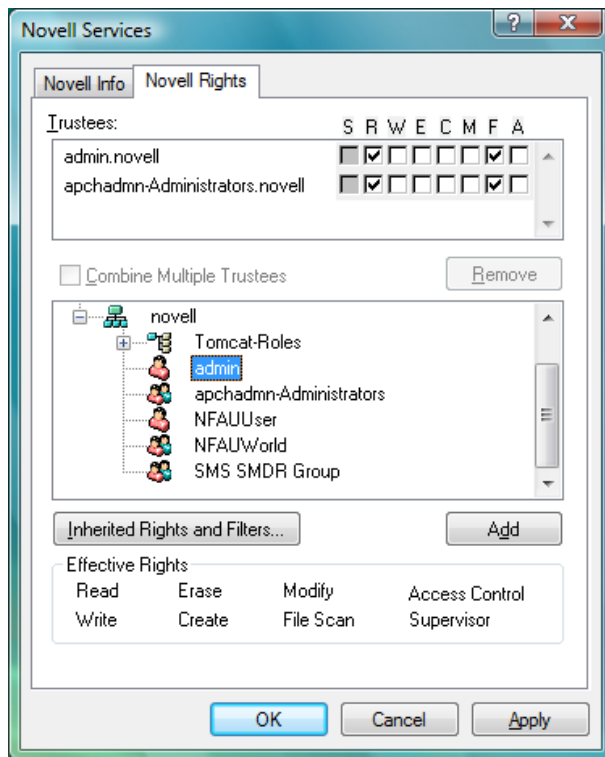 Novell Services
Novell Info Novell Rights
Trustees: S R W E C M F A
admin.novell
apchadmn-Administrators.novell
Combine Multiple Trustees Remove
novell
Tomcat-Roles
admin
apchadmn-Administrators
NFAUUser
NFAUWorld
SMS SMDR Group
Inherited Rights and Filters... Add
Effective Rights
Read Erase Modify Access Control
Write Create File Scan Supervisor
OK Cancel Apply